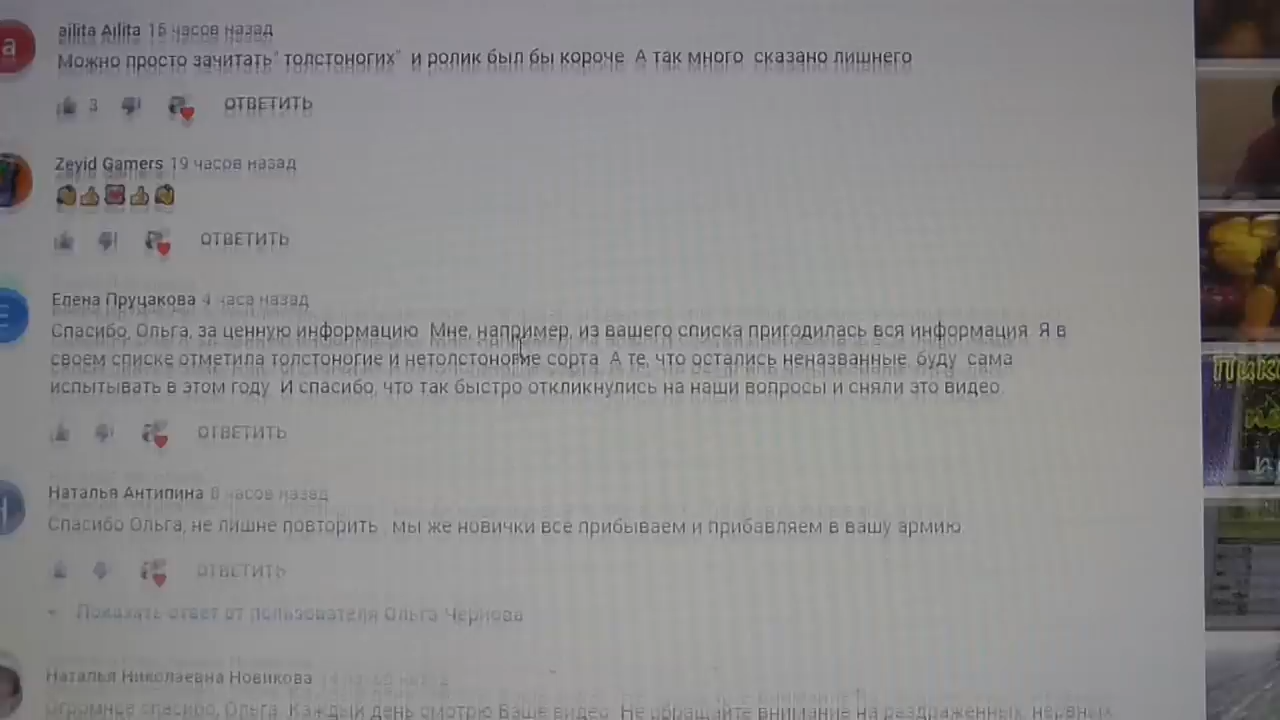 a
ailita Ailita 15 часов назад
Можно просто зачитать" толстоногих" и ролик был бы короче А так много сказано лишнего
3 ОТВЕТИТЬ
Zeyid Gamers 19 часов назад
ОТВЕТИТЬ
Елена Пруцакова 4 часа назад
Спасибо, Ольга, за ценную информацию. Мне, например, из вашего списка пригодилась вся информация. Я в
своем списке отметила толстоногие и нетолстоногие сорта. А те, что остались неназванные, буду сама
испытывать в этом году. И спасибо, что так быстро откликнулись на наши вопросы и сняли это видео.
ОТВЕТИТЬ
Наталья Антипина 8 часов назад
Спасибо Ольга, не лишне повторить , мы же новички все прибываем и прибавляем в вашу армию.
ОТВЕТИТЬ
Показать ответ от пользователя Ольга Чернова
Наталья Николаевна Новикова
Огромное спасибо, Ольга. Каждый день смотрю Ваше видео. Не обращайте внимание на раздраженных, нервных